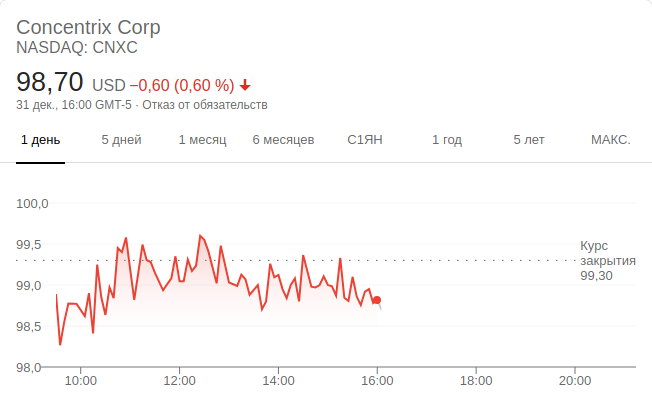 Concentrix Corp
NASDAQ: CNXC
98,70 USD −0,60 (0,60 %)
31 дек., 16:00 GMT-5 · Отказ от обязательств
1 день 5 дней 1 месяц 6 месяцев С1ЯН 1 год 5 лет МАКС.
100,0
99,5
Курс
закрытия
99,30
99,0
98,5
98,0
10:00 12:00 14:00 16:00 18:00 20:00